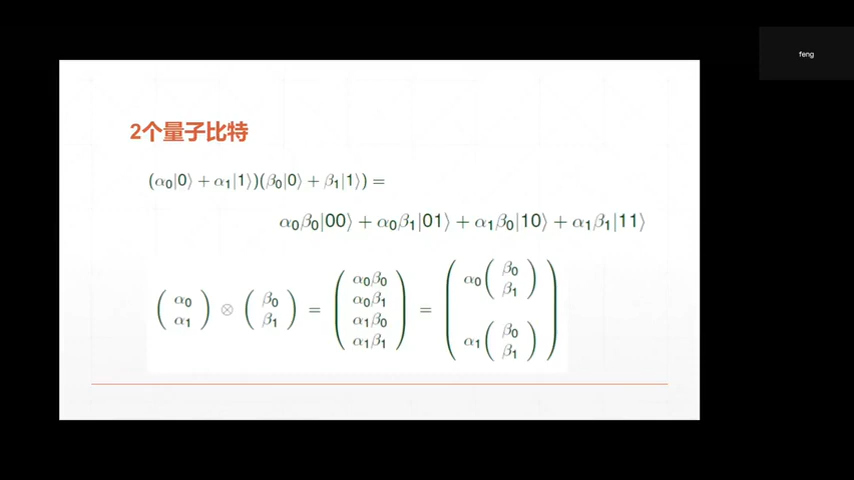 feng
2个量子比特
(α₀|0⟩ + α₁|1⟩)(β₀|0⟩ + β₁|1⟩) =
α₀β₀|00⟩ + α₀β₁|01⟩ + α₁β₀|10⟩ + α₁β₁|11⟩
( α₀ α₁ ) ⊗ ( β₀ β₁ ) = ( α₀β₀ α₀β₁ α₁β₀ α₁β₁ ) = ( α₀ ( β₀ β₁ ) α₁ ( β₀ β₁ ) )